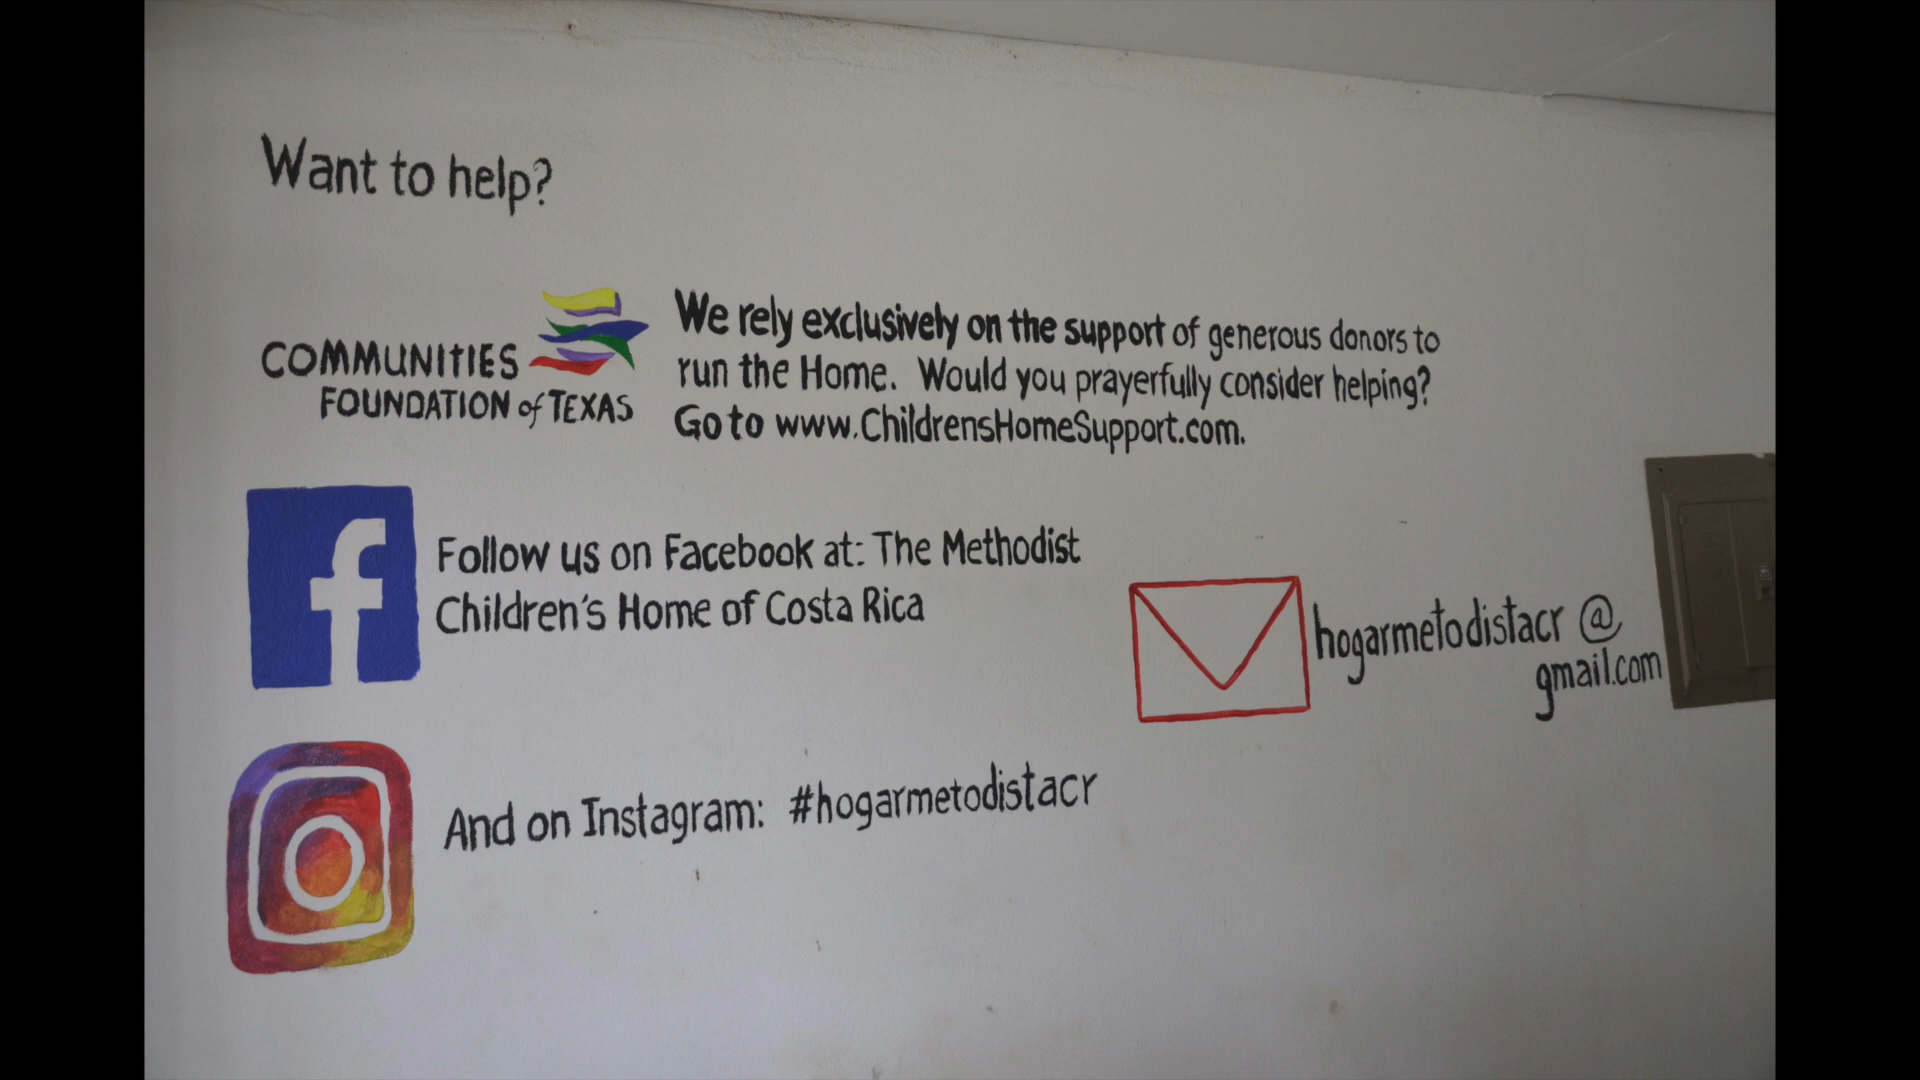 Want to help?
COMMUNITIES
FOUNDATION of TEXAS
We rely exclusively on the support of generous donors to
run the Home. Would you prayerfully consider helping?
Go to www.ChildrensHomeSupport.com.
Follow us on Facebook at: The Methodist
Children's Home of Costa Rica
hogarmetodistacr @
gmail.com
And on Instagram: #hogarmetodistacr